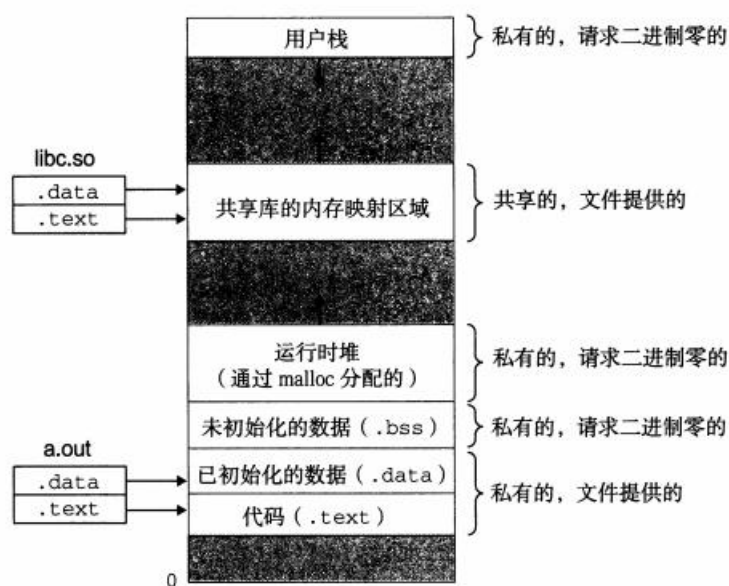 用户栈
私有的，请求二进制零的
libc.so
.data
.text
共享库的内存映射区域
共享的，文件提供的
运行时堆
（通过 malloc 分配的）
私有的，请求二进制零的
未初始化的数据（.bss）
私有的，请求二进制零的
a.out
.data
.text
已初始化的数据（.data）
代码（.text）
私有的，文件提供的
0